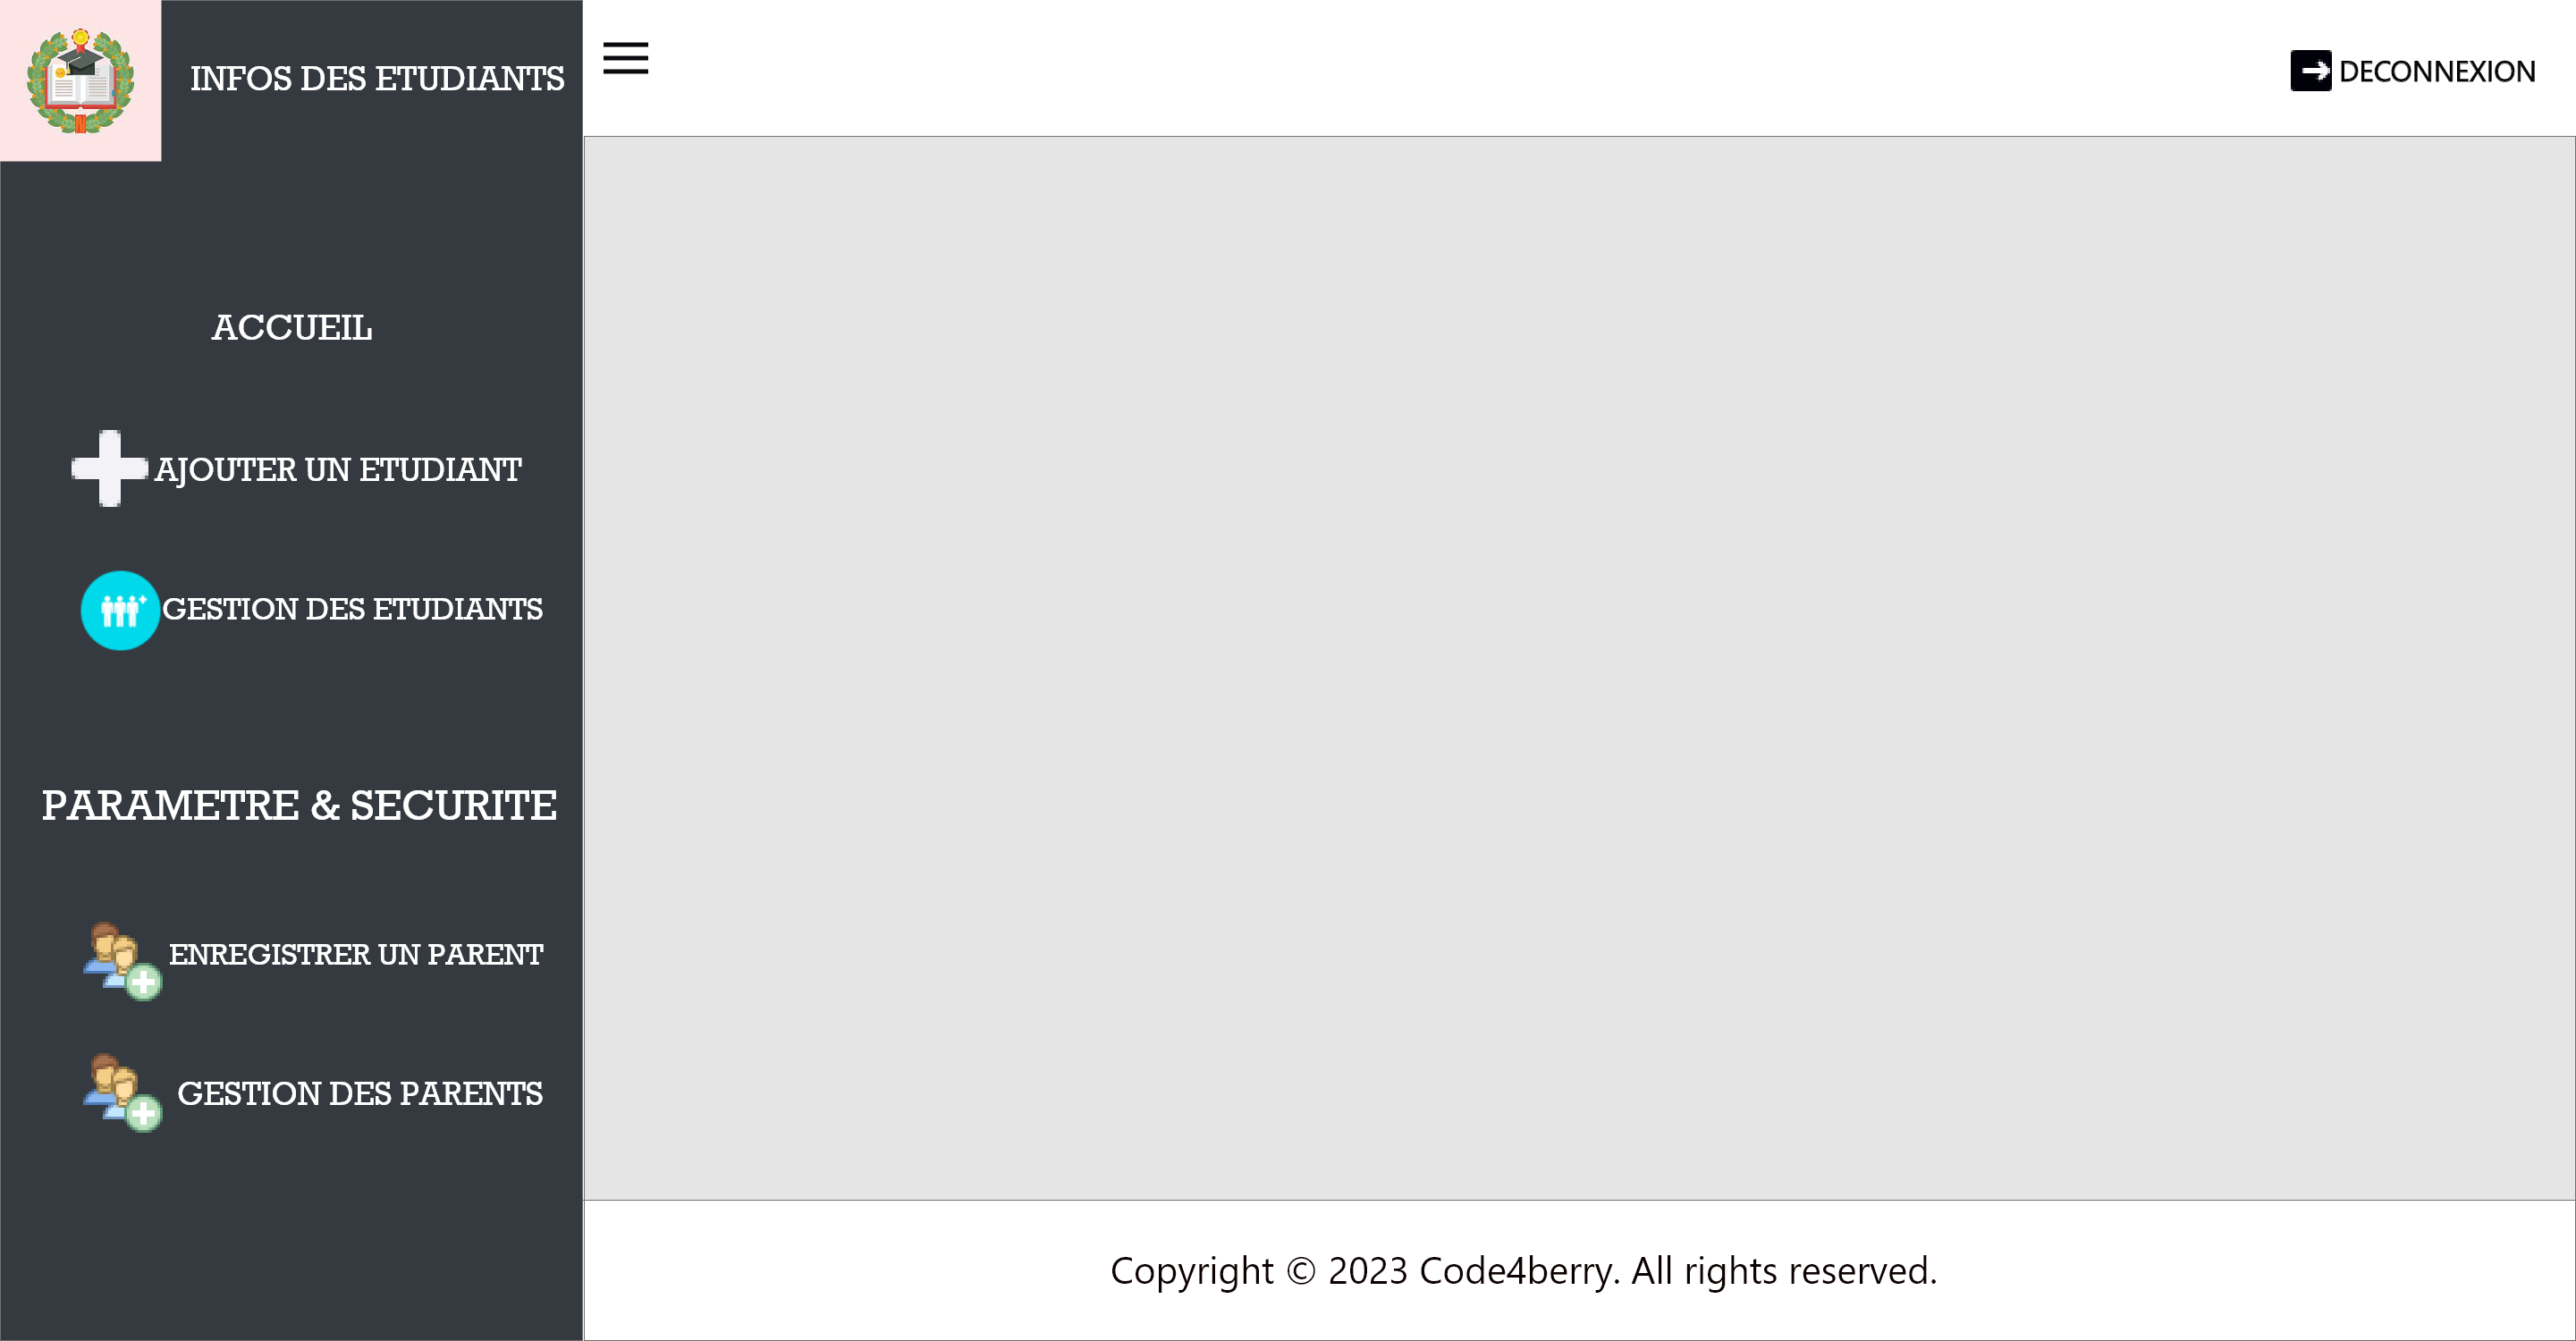 INFOS DES ETUDIANTS
DECONNEXION
ACCUEIL
AJOUTER UN ETUDIANT
GESTION DES ETUDIANTS
PARAMETRE & SECURITE
ENREGISTRER UN PARENT
GESTION DES PARENTS
Copyright © 2023 Code4berry. All rights reserved.